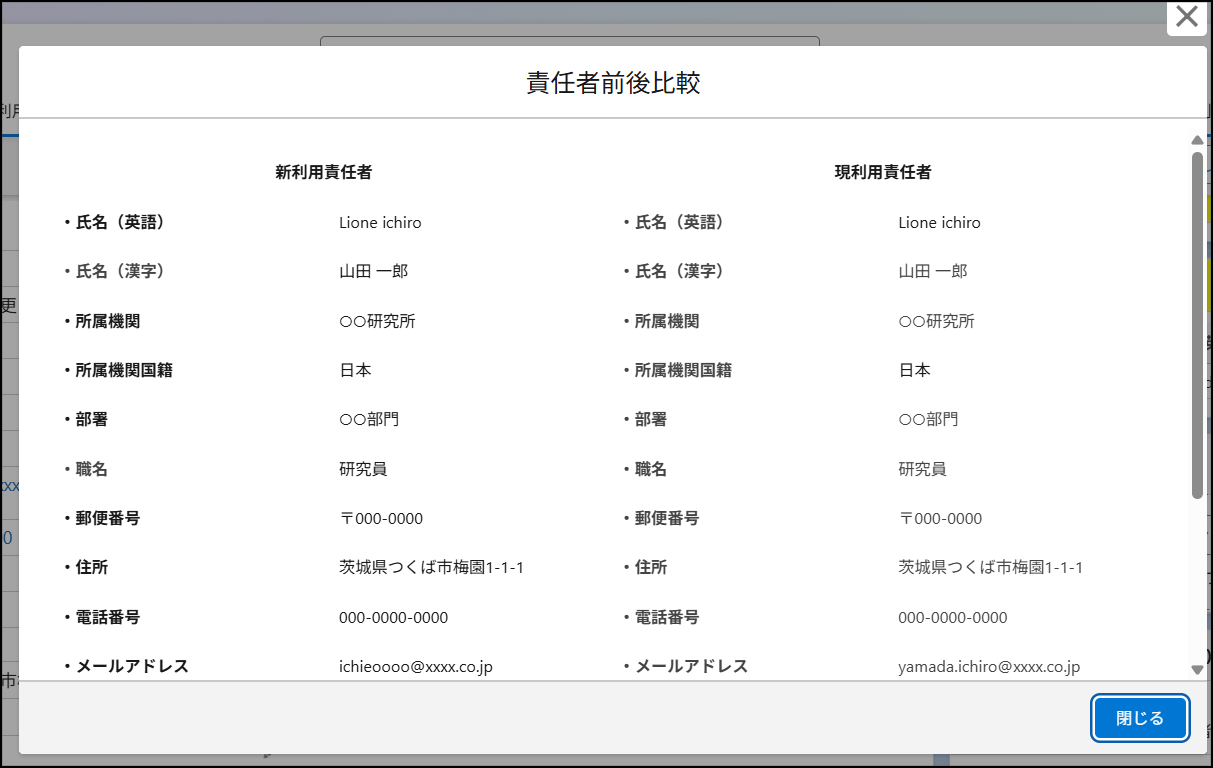 責任者前後比較
新利用責任者 現利用責任者
・氏名（英語） Lione ichiro ・氏名（英語） Lione ichiro
・氏名（漢字） 山田 一郎 ・氏名（漢字） 山田 一郎
・所属機関 〇〇研究所 ・所属機関 〇〇研究所
・所属機関国籍 日本 ・所属機関国籍 日本
・部署 〇〇部門 ・部署 〇〇部門
・職名 研究員 ・職名 研究員
・郵便番号 〒000-0000 ・郵便番号 〒000-0000
・住所 茨城県つくば市梅園1-1-1 ・住所 茨城県つくば市梅園1-1-1
・電話番号 000-0000-0000 ・電話番号 000-0000-0000
・メールアドレス ichieoooo@xxxx.co.jp ・メールアドレス yamada.ichiro@xxxx.co.jp
閉じる